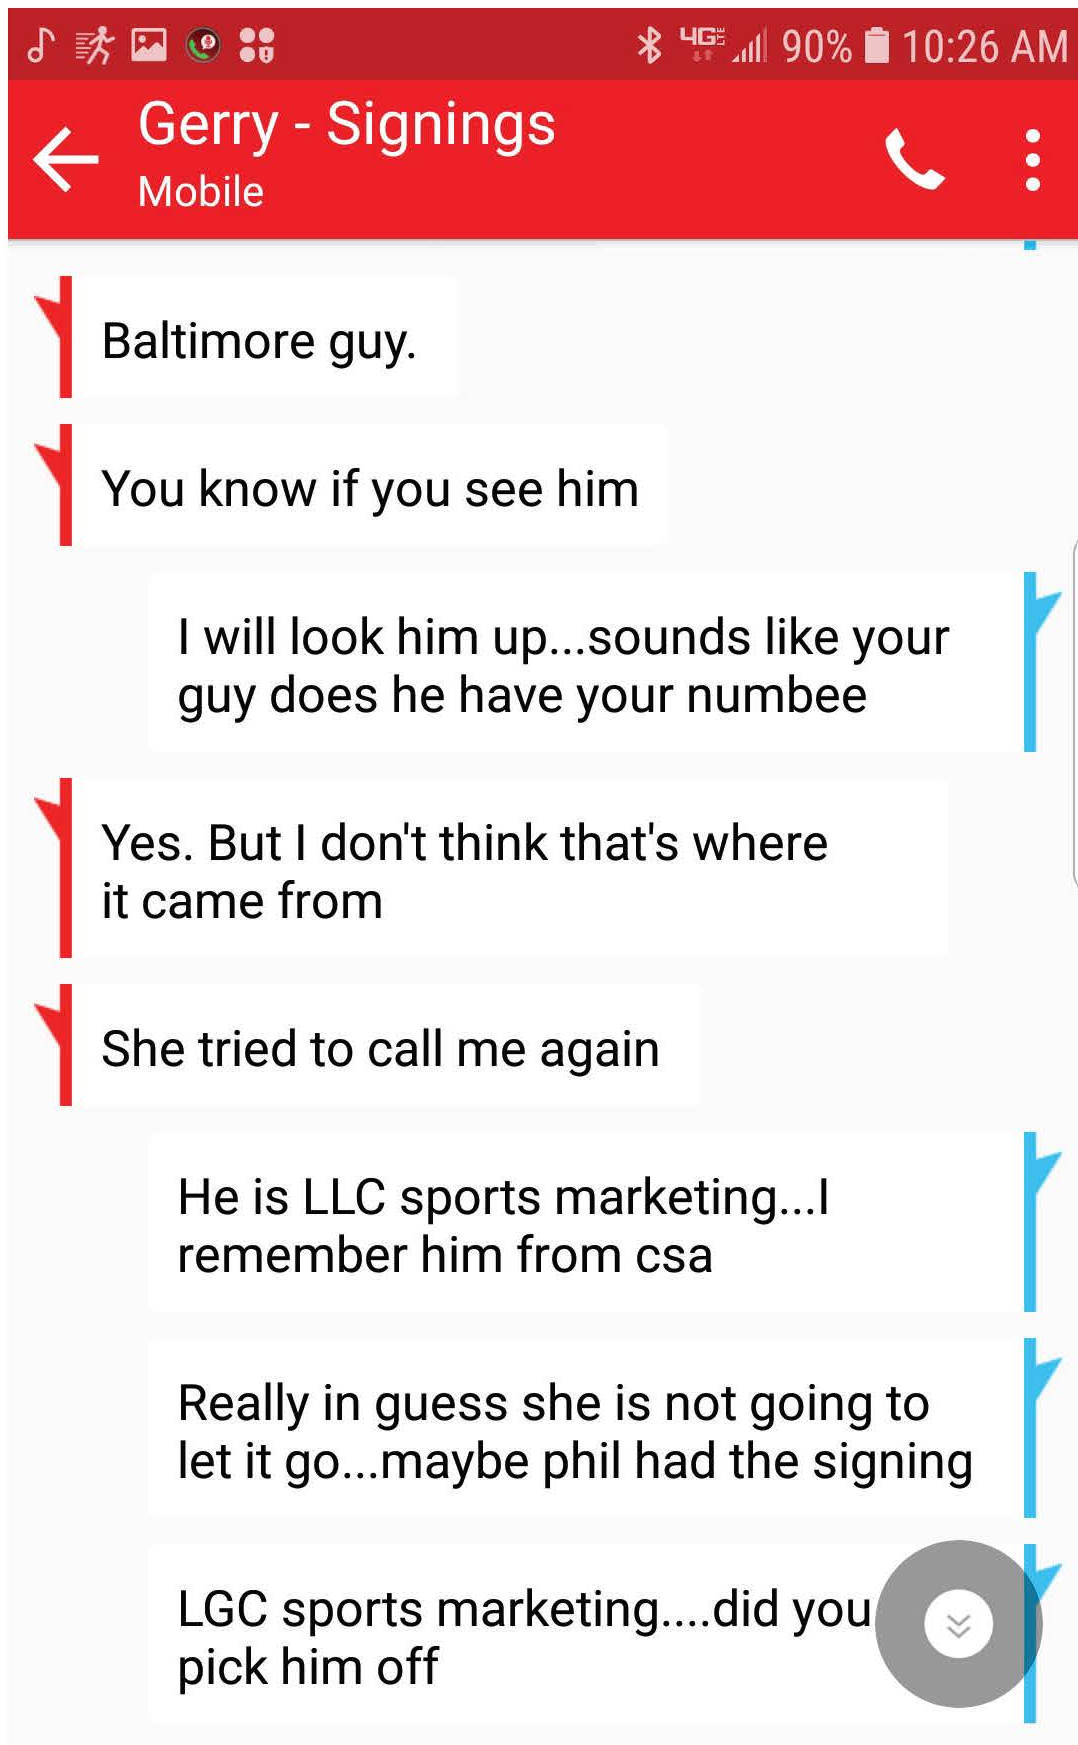 4G LTE 90% 10:26 AM
Gerry - Signings
Mobile
Baltimore guy.
You know if you see him
I will look him up...sounds like your
guy does he have your numbee
Yes. But I don't think that's where
it came from
She tried to call me again
He is LLC sports marketing...I
remember him from csa
Really in guess she is not going to
let it go...maybe phil had the signing
LGC sports marketing....did you
pick him off